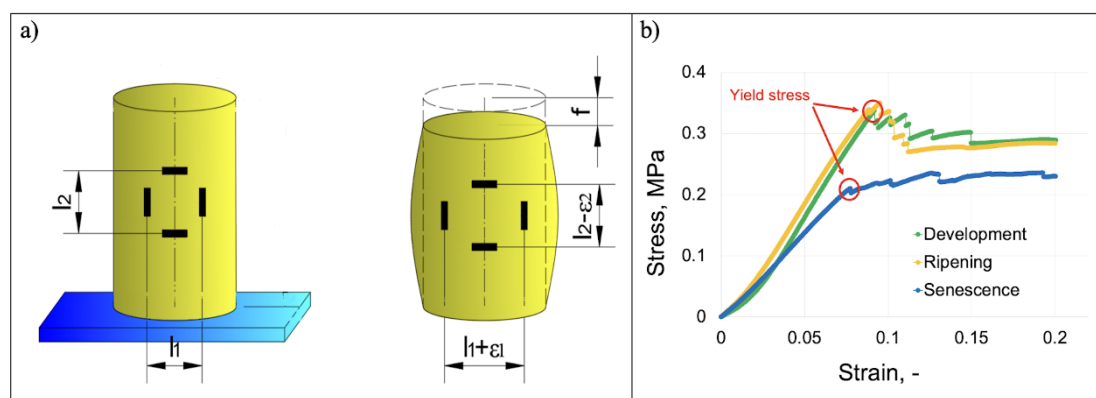 a)
l2
l1
f
l2-ε2
l1+εl
b)
Stress, MPa
0.4
0.3
0.2
0.1
0
Yield stress
Development
Ripening
Senescence
0 0.05 0.1 0.15 0.2
Strain, -